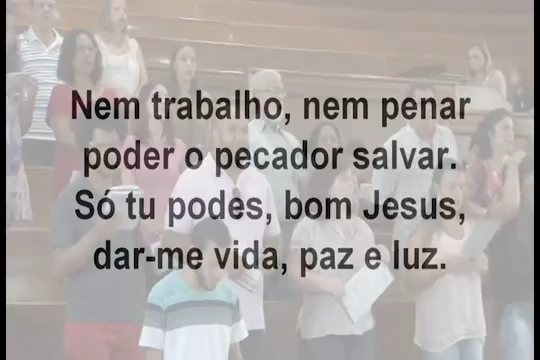 Nem trabalho, nem penar
poder o pecador salvar.
Só tu podes, bom Jesus,
dar-me vida, paz e luz.